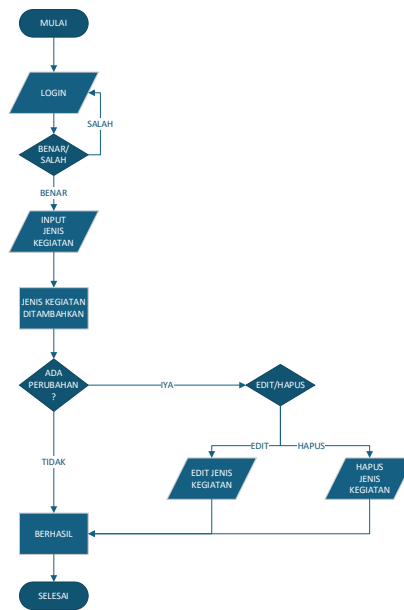 MULAI
LOGIN
SALAH
BENAR/
SALAH
BENAR
INPUT
JENIS
KEGIATAN
JENIS KEGIATAN
DITAMBAHKAN
ADA
PERUBAHAN
?
IYA
EDIT/HAPUS
EDIT
HAPUS
TIDAK
EDIT JENIS
KEGIATAN
HAPUS
JENIS
KEGIATAN
BERHASIL
SELESAI